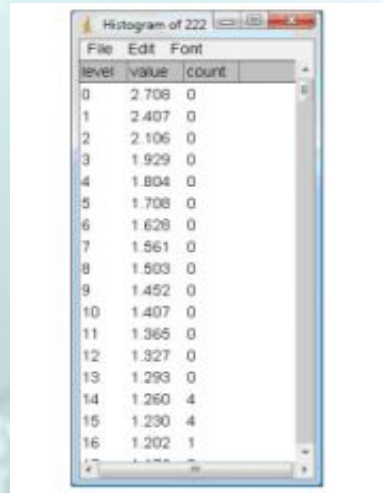 Histogram of 222
File Edit Font
level value count
0 2.708 0
1 2.407 0
2 2.106 0
3 1.929 0
4 1.804 0
5 1.708 0
6 1.628 0
7 1.561 0
8 1.503 0
9 1.452 0
10 1.407 0
11 1.365 0
12 1.327 0
13 1.293 0
14 1.260 4
15 1.230 4
16 1.202 1